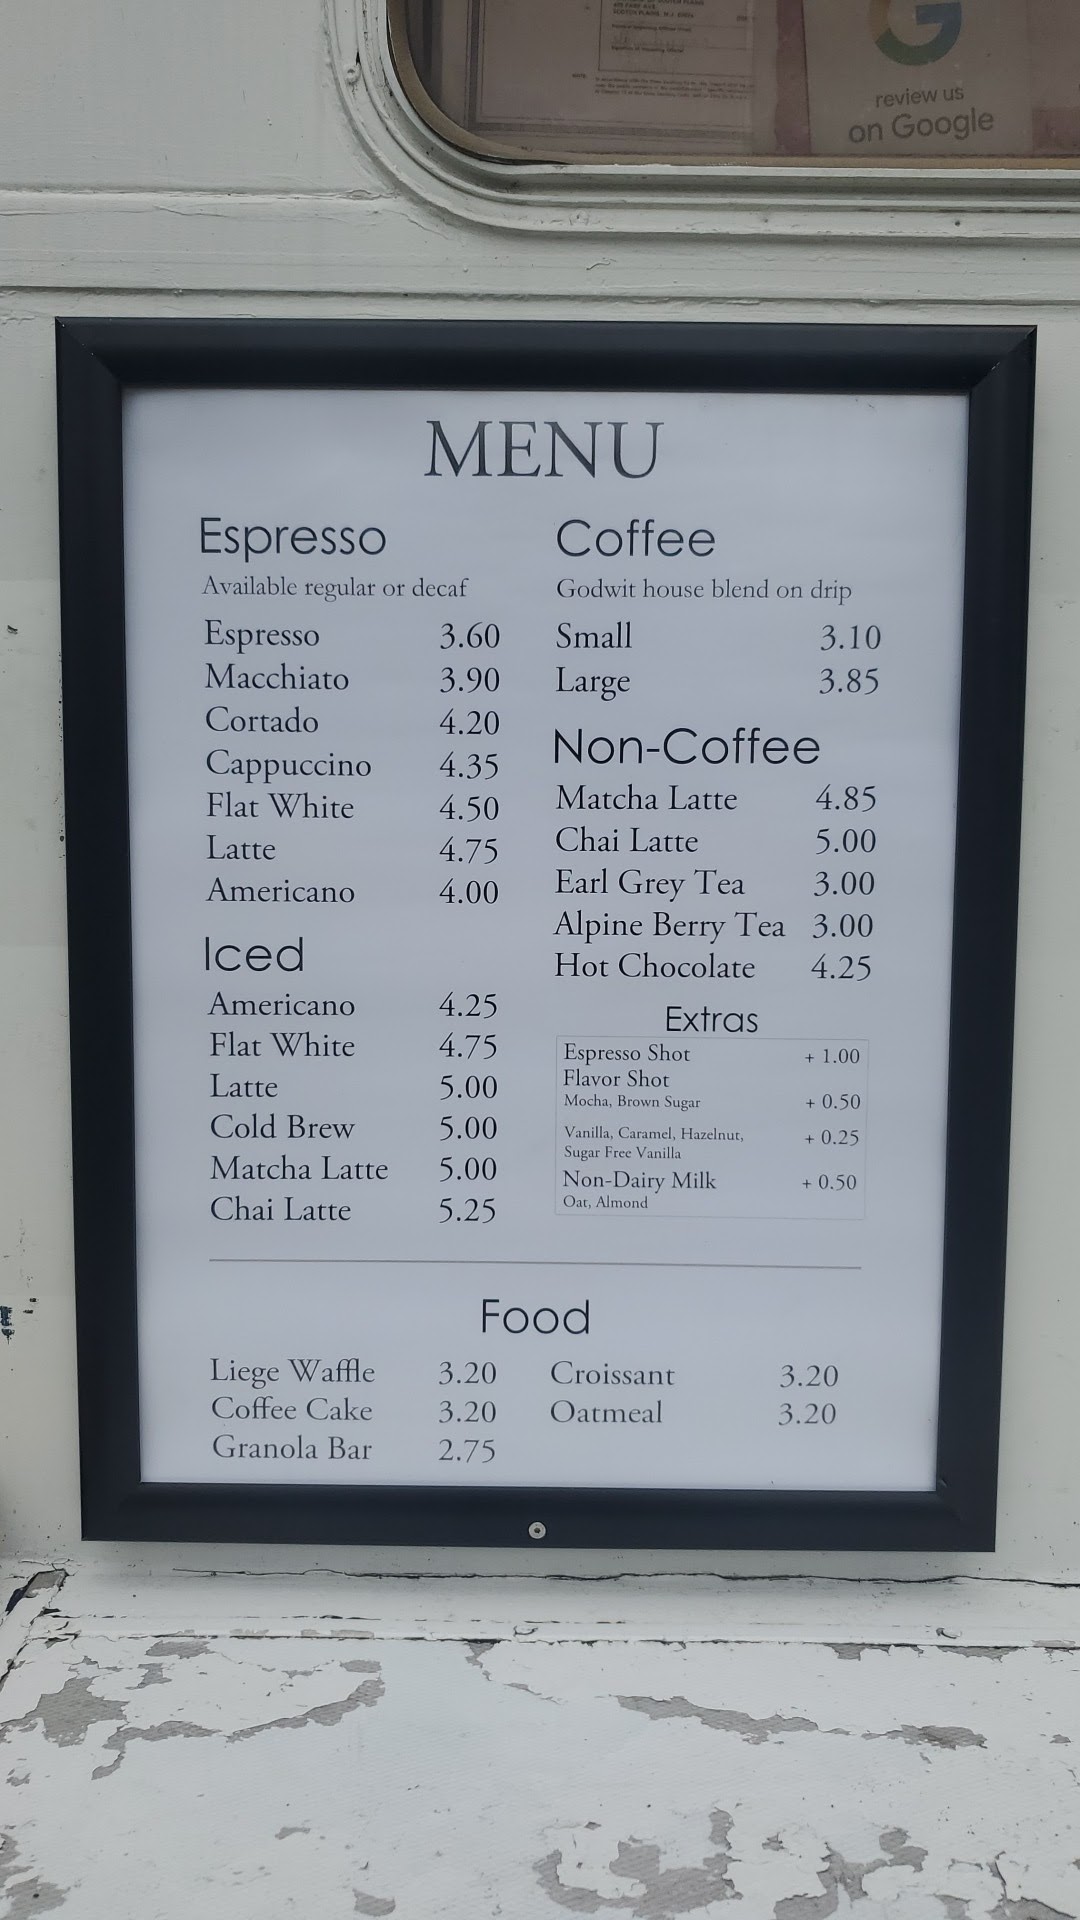 SCOTCH PLAINS, N.J. 07076
review us
on Google
MENU
Espresso
Available regular or decaf
Espresso 3.60
Macchiato 3.90
Cortado 4.20
Cappuccino 4.35
Flat White 4.50
Latte 4.75
Americano 4.00
Iced
Americano 4.25
Flat White 4.75
Latte 5.00
Cold Brew 5.00
Matcha Latte 5.00
Chai Latte 5.25
Coffee
Godwit house blend on drip
Small 3.10
Large 3.85
Non-Coffee
Matcha Latte 4.85
Chai Latte 5.00
Earl Grey Tea 3.00
Alpine Berry Tea 3.00
Hot Chocolate 4.25
Extras
Espresso Shot + 1.00
Flavor Shot
Mocha, Brown Sugar + 0.50
Vanilla, Caramel, Hazelnut, + 0.25
Sugar Free Vanilla
Non-Dairy Milk + 0.50
Oat, Almond
Food
Liege Waffle 3.20
Coffee Cake 3.20
Granola Bar 2.75
Croissant 3.20
Oatmeal 3.20